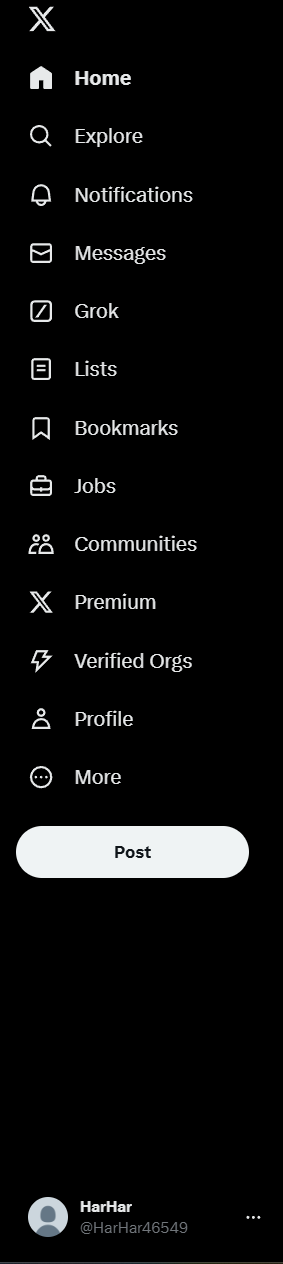 Home
Explore
Notifications
Messages
Grok
Lists
Bookmarks
Jobs
Communities
Premium
Verified Orgs
Profile
More
Post
HarHar
@HarHar46549